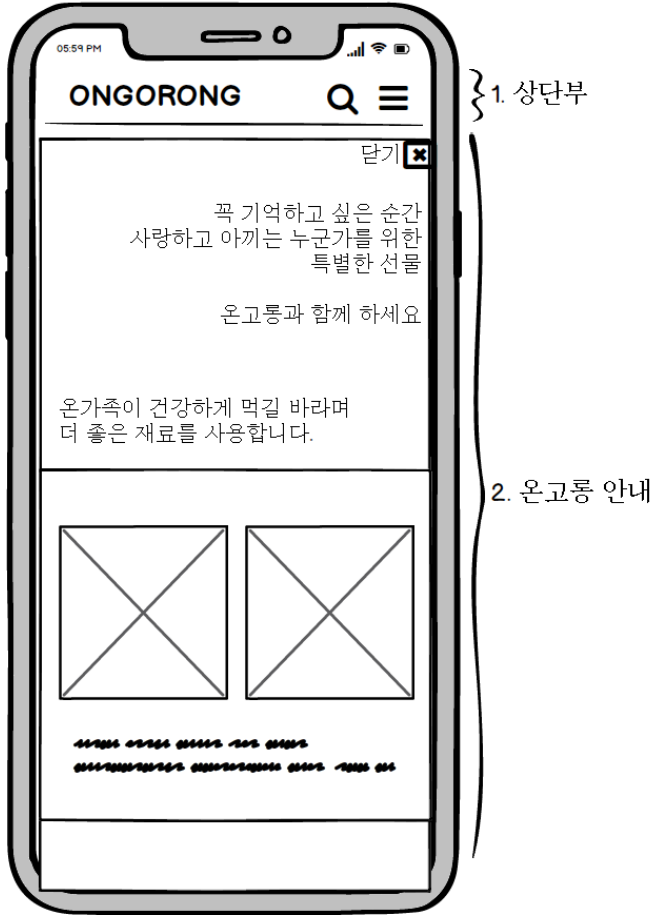 05:59 PM
ONGORONG
1. 상단부
닫기
꼭 기억하고 싶은 순간
사랑하고 아끼는 누군가를 위한
특별한 선물
온고롱과 함께 하세요
온가족이 건강하게 먹길 바라며
더 좋은 재료를 사용합니다.
2. 온고롱 안내